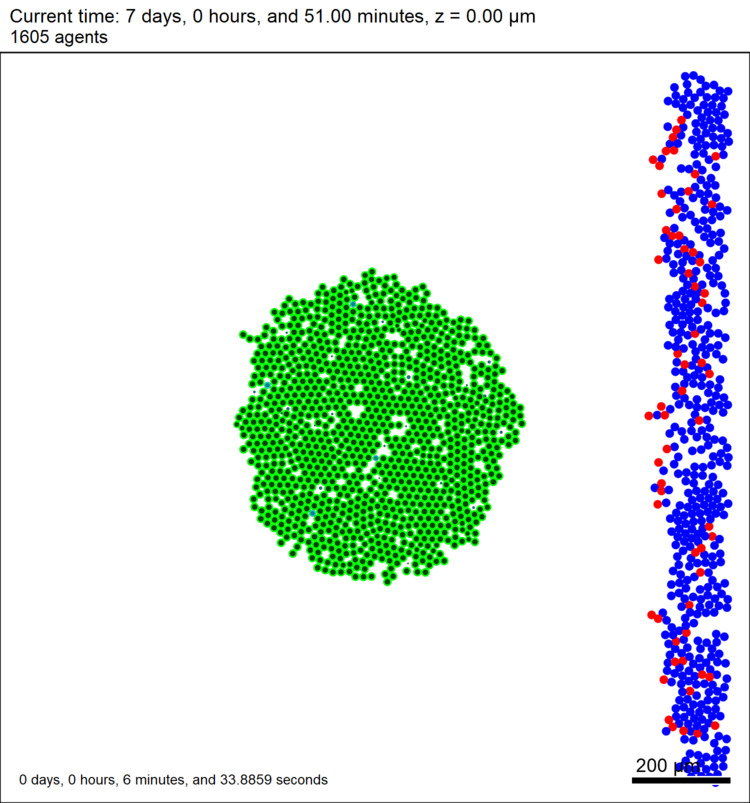 Current time: 7 days, 0 hours, and 51.00 minutes, z = 0.00 μm
1605 agents
200 μm
0 days, 0 hours, 6 minutes, and 33.8859 seconds